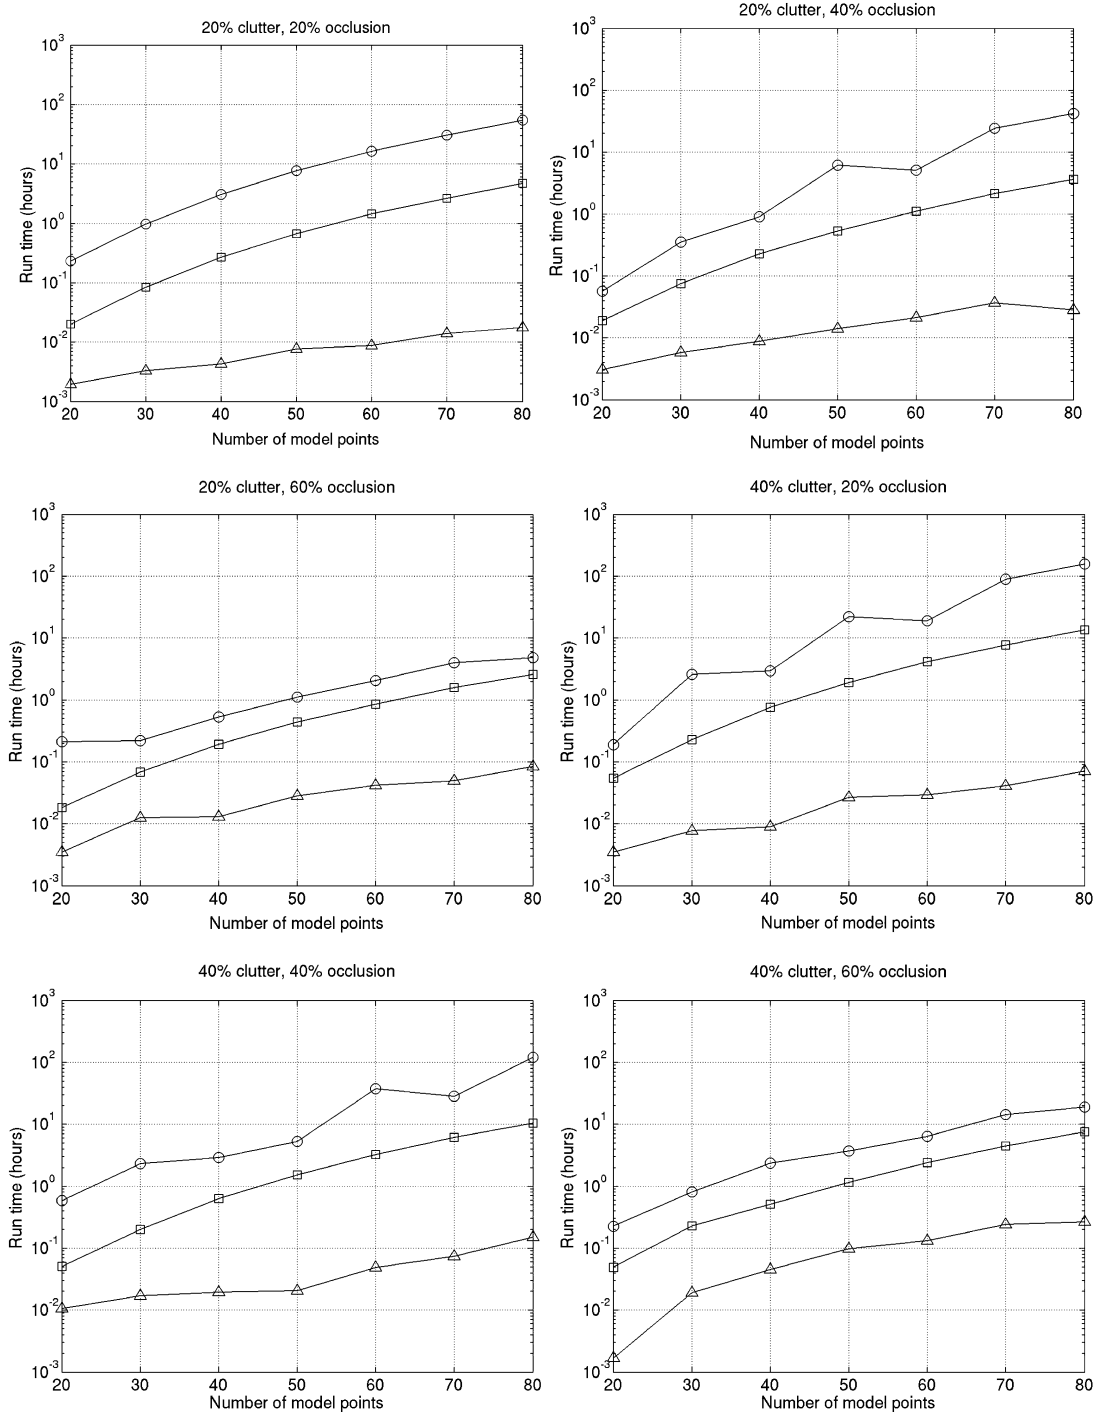 20% clutter, 20% occlusion
10^3
10^2
10^1
10^0
10^-1
10^-2
10^-3
Run time (hours)
20 30 40 50 60 70 80
Number of model points
20% clutter, 40% occlusion
10^3
10^2
10^1
10^0
10^-1
10^-2
10^-3
Run time (hours)
20 30 40 50 60 70 80
Number of model points
20% clutter, 60% occlusion
10^3
10^2
10^1
10^0
10^-1
10^-2
10^-3
Run time (hours)
20 30 40 50 60 70 80
Number of model points
40% clutter, 20% occlusion
10^3
10^2
10^1
10^0
10^-1
10^-2
10^-3
Run time (hours)
20 30 40 50 60 70 80
Number of model points
40% clutter, 40% occlusion
10^3
10^2
10^1
10^0
10^-1
10^-2
10^-3
Run time (hours)
20 30 40 50 60 70 80
Number of model points
40% clutter, 60% occlusion
10^3
10^2
10^1
10^0
10^-1
10^-2
10^-3
Run time (hours)
20 30 40 50 60 70 80
Number of model points